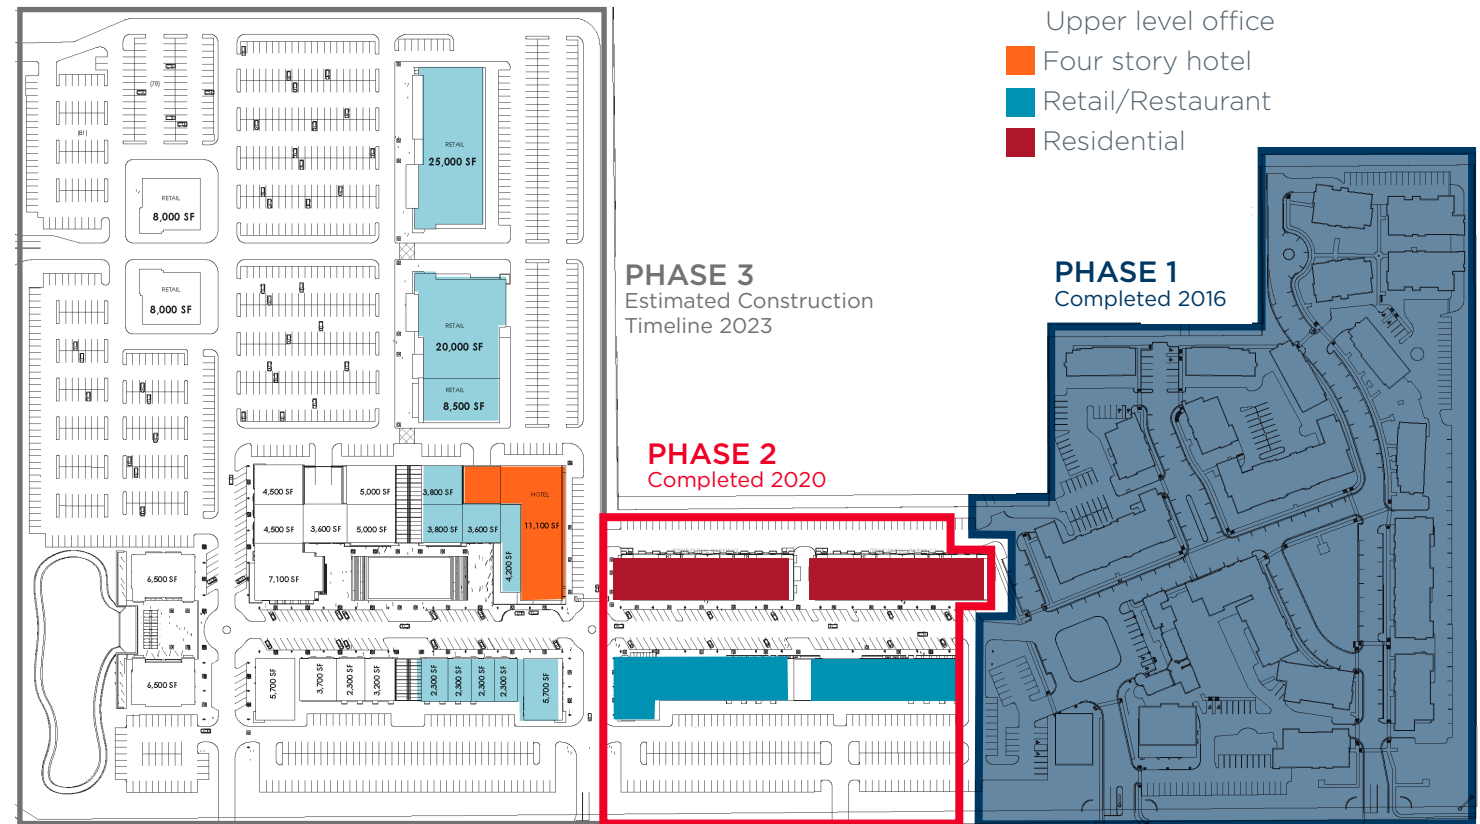 Upper level office
Four story hotel
Retail/Restaurant
Residential
PHASE 1
Completed 2016
PHASE 3
Estimated Construction
Timeline 2023
PHASE 2
Completed 2020
(78)
(81)
RETAIL
25,000 SF
RETAIL
8,000 SF
RETAIL
8,000 SF
RETAIL
20,000 SF
RETAIL
8,500 SF
4,500 SF
5,000 SF
3,800 SF
HOTEL
11,100 SF
4,500 SF
3,600 SF
5,000 SF
3,800 SF
3,600 SF
4,200 SF
7,100 SF
6,500 SF
6,500 SF
5,700 SF
3,700 SF
2,300 SF
3,200 SF
2,300 SF
2,300 SF
2,300 SF
2,300 SF
5,700 SF